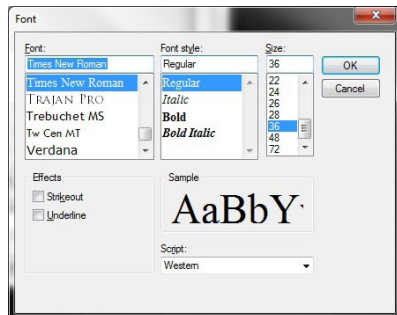 Font
Font: Font style: Size:
Times New Roman Regular 36 OK
Times New Roman Regular 22 Cancel
Trajan Pro Italic 24
Trebuchet MS Bold 26
Tw Cen MT Bold Italic 28
Verdana 36
48
72
Effects Sample
Strikeout
Underline
AaBbY
Script:
Western